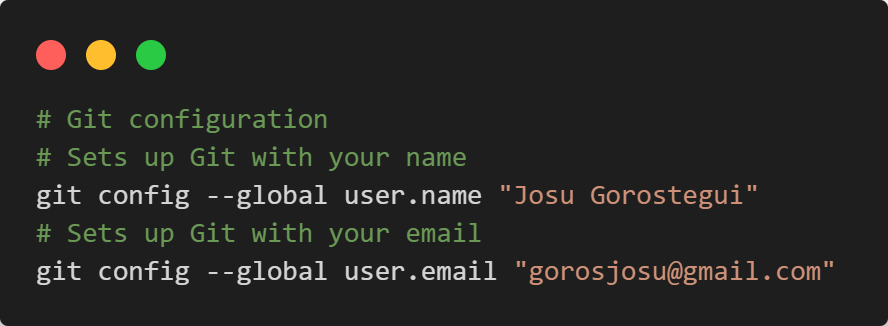 # Git configuration
# Sets up Git with your name
git config --global user.name "Josu Gorostegui"
# Sets up Git with your email
git config --global user.email "gorosjosu@gmail.com"